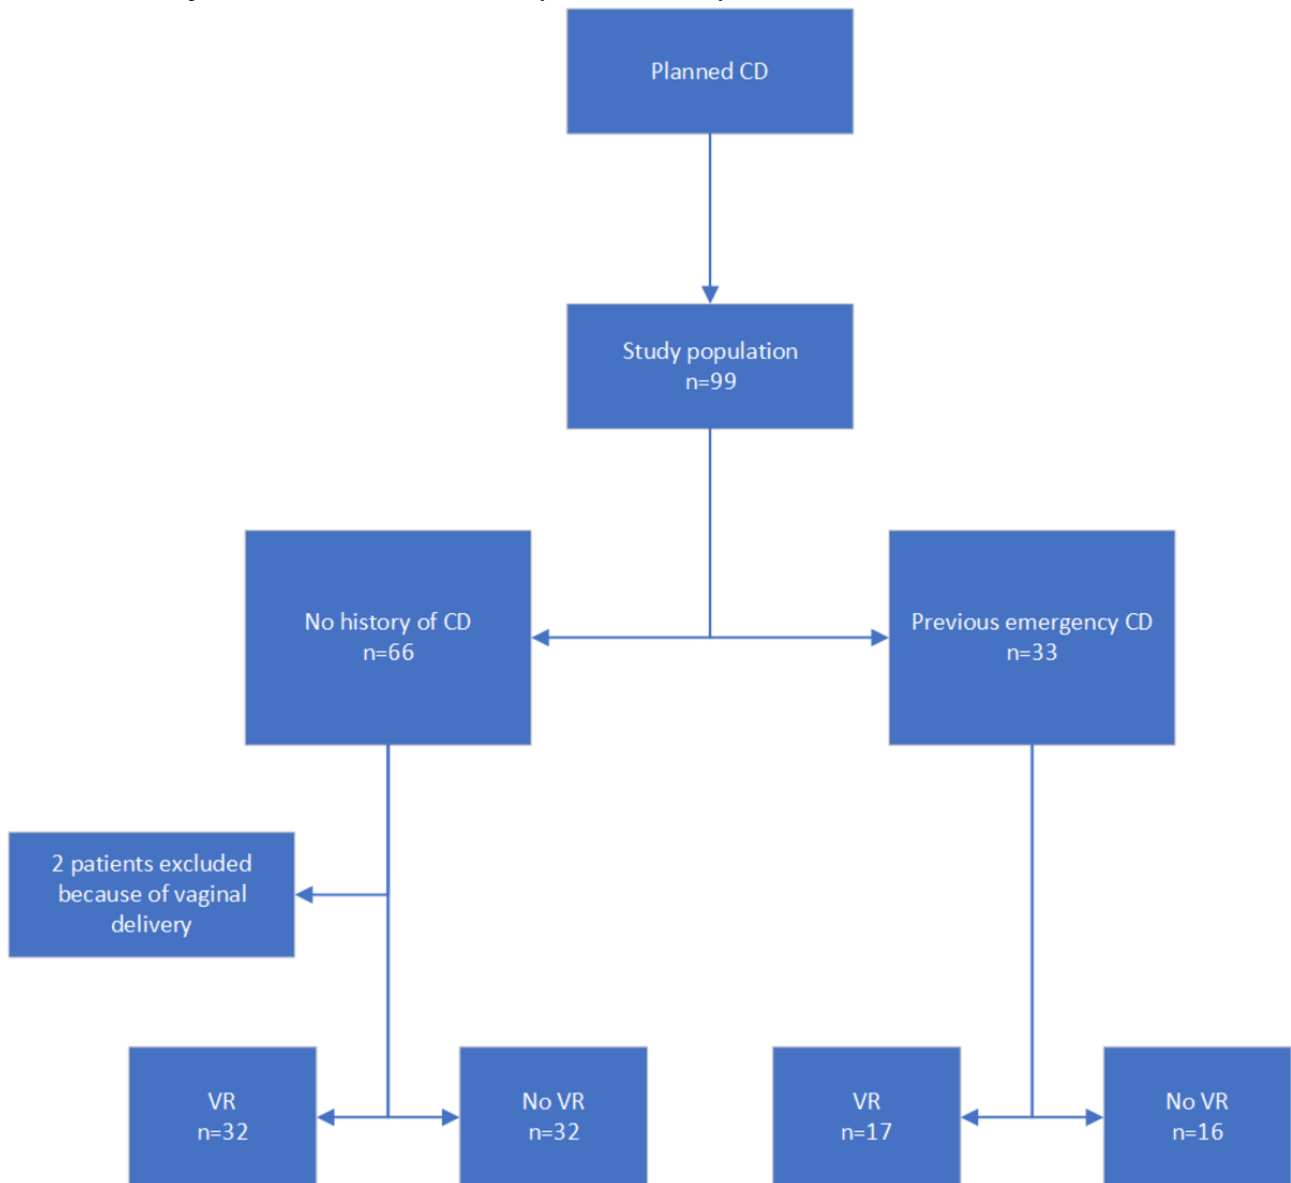 Planned CD
Study population
n=99
No history of CD
n=66
Previous emergency CD
n=33
2 patients excluded
because of vaginal
delivery
VR
n=32
No VR
n=32
VR
n=17
No VR
n=16